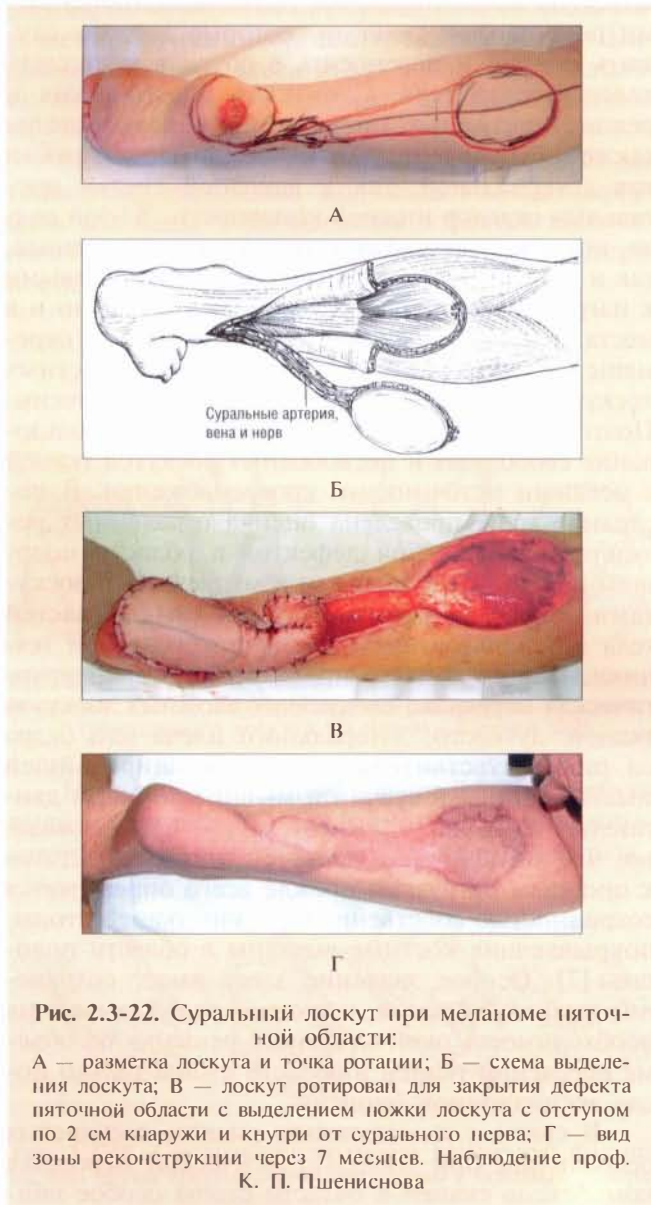 А
Суральные артерия,
вена и нерв
Б
В
Г
Рис. 2.3-22. Суральный лоскут при меланоме пяточ-
ной области:
А — разметка лоскута и точка ротации; Б — схема выделе-
ния лоскута; В — лоскут ротирован для закрытия дефекта
пяточной области с выделением ножки лоскута с отступом
по 2 см кнаружи и кнутри от сурального нерва; Г — вид
зоны реконструкции через 7 месяцев. Наблюдение проф.
К. П. Пшениснова